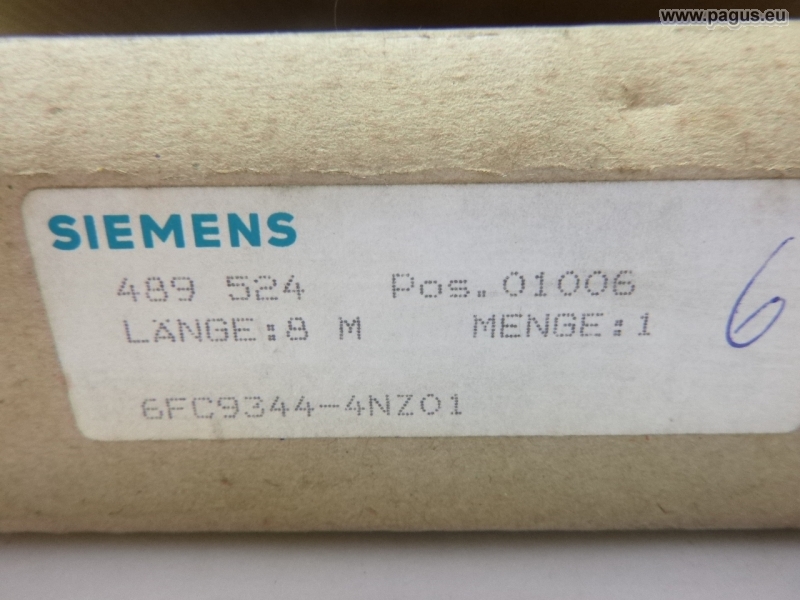 www.pagus.eu
SIEMENS
489 524 Pos.01006
LÄNGE:8 M MENGE:1
6
6FC9344-4NZ01